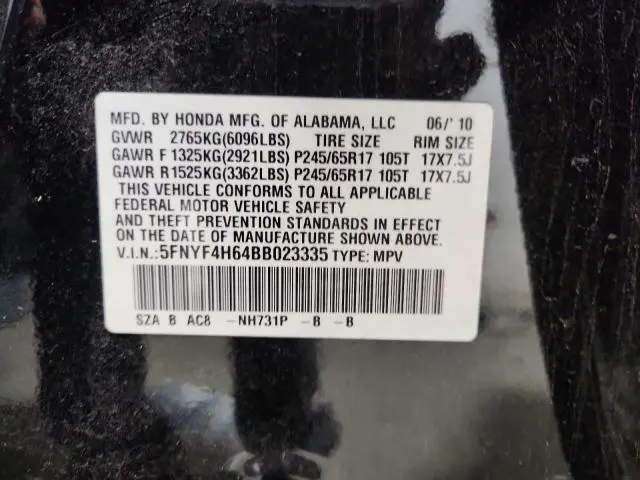 MFD. BY HONDA MFG. OF ALABAMA, LLC 06/'10
GVWR 2765KG(6096LBS) TIRE SIZE RIM SIZE
GAWR F 1325KG(2921LBS) P245/65R17 105T 17X7.5J
GAWR R1525KG(3362LBS) P245/65R17 105T 17X7.5J
THIS VEHICLE CONFORMS TO ALL APPLICABLE
FEDERAL MOTOR VEHICLE SAFETY
AND THEFT PREVENTION STANDARDS IN EFFECT
ON THE DATE OF MANUFACTURE SHOWN ABOVE.
V.I.N.:5FNYF4H64BB023335 TYPE: MPV
SZA B AC8 -NH731P -B -B